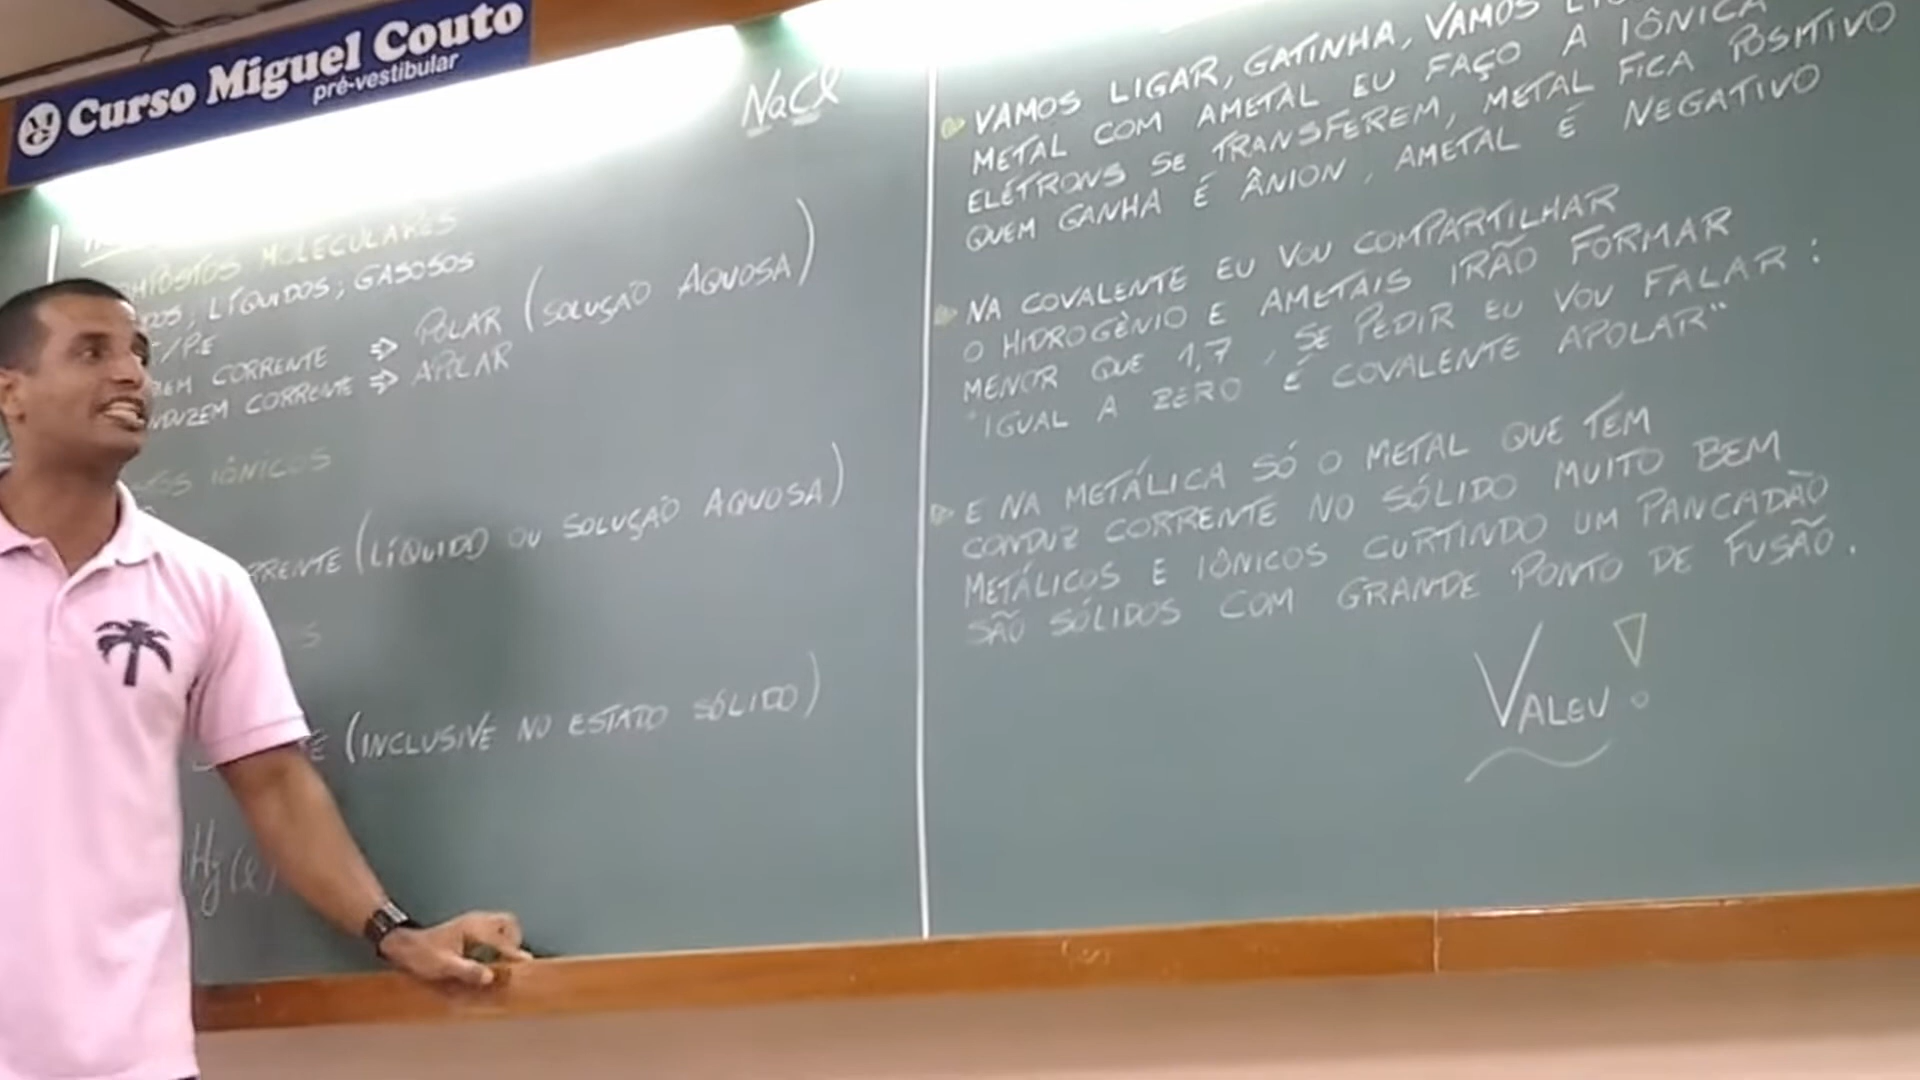 Curso Miguel Couto
pré-vestibular
NaCl
MOLECULARES
LÍQUIDOS; GASOSOS
CORRENTE ⇒ POLAR (SOLUÇÃO AQUOSA)
CORRENTE ⇒ APOLAR
IÔNICOS
(LÍQUIDO OU SOLUÇÃO AQUOSA)
(INCLUSIVE NO ESTADO SÓLIDO)
Hg(l)
VAMOS LIGAR, GATINHA, VAMOS
METAL COM AMETAL EU FAÇO A IÔNICA
ELÉTRONS SE TRANSFEREM, METAL FICA POSITIVO
QUEM GANHA É ÂNION, AMETAL É NEGATIVO
NA COVALENTE EU VOU COMPARTILHAR
O HIDROGÊNIO E AMETAIS IRÃO FORMAR
MENOR QUE 1,7, SE PEDIR EU VOU FALAR:
"IGUAL A ZERO É COVALENTE APOLAR"
E NA METÁLICA SÓ O METAL QUE TEM
CONDUZ CORRENTE NO SÓLIDO MUITO BEM
METÁLICOS E IÔNICOS CURTINDO UM PANCADÃO
SÃO SÓLIDOS COM GRANDE PONTO DE FUSÃO.
VALEU!